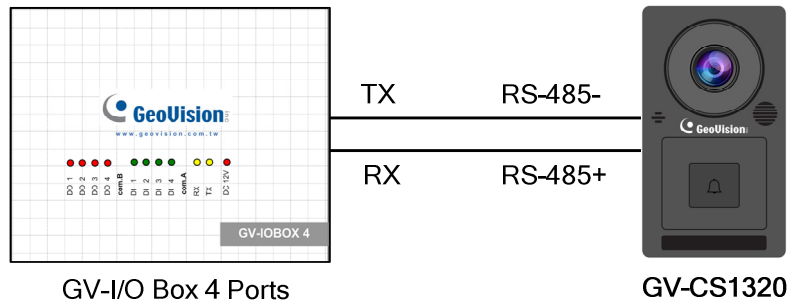 GeoVision Inc
www.geovision.com.tw
DO 1
DO 2
DO 3
DO 4
com.B
DI 1
DI 2
DI 3
DI 4
com.A
RX
TX
DC 12V
GV-IOBOX 4
GV-I/O Box 4 Ports
TX RS-485-
RX RS-485+
GeoVision
GV-CS1320